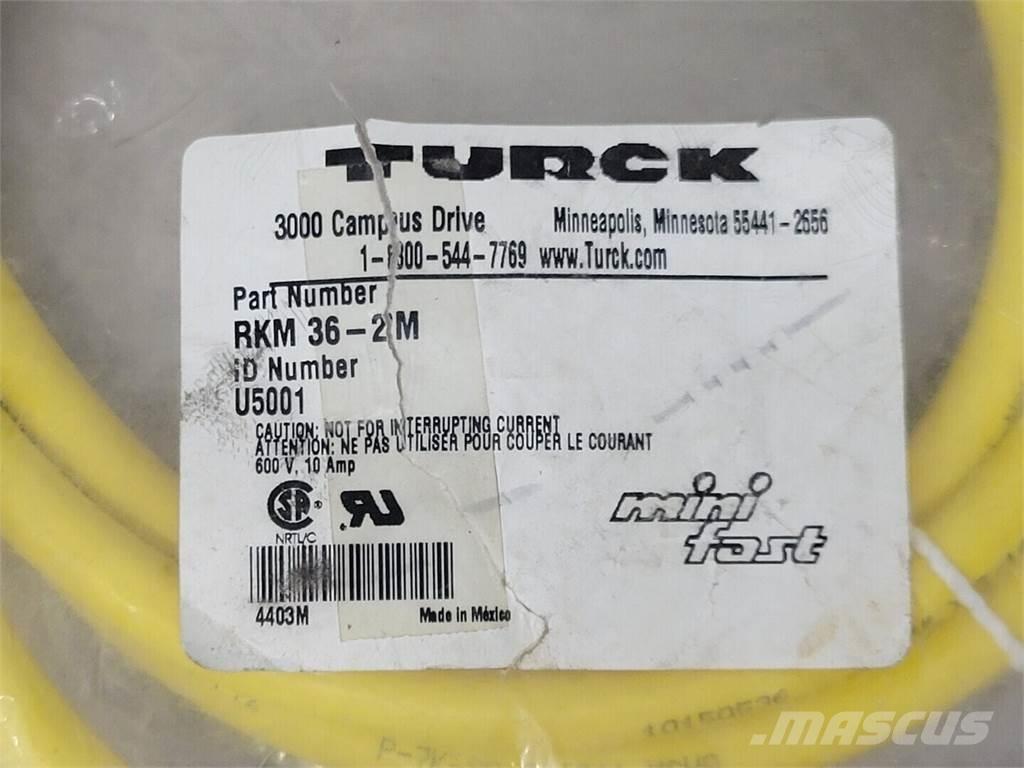 TURCK
3000 Campus Drive Minneapolis, Minnesota 55441-2656
1-800-544-7769 www.Turck.com
Part Number
RKM 36-2M
ID Number
U5001
CAUTION: NOT FOR INTERRUPTING CURRENT
ATTENTION: NE PAS UTILISER POUR COUPER LE COURANT
600 V, 10 Amp
SA ®
NRTL/C
4403M Made in México
mini
fast
MASCUS